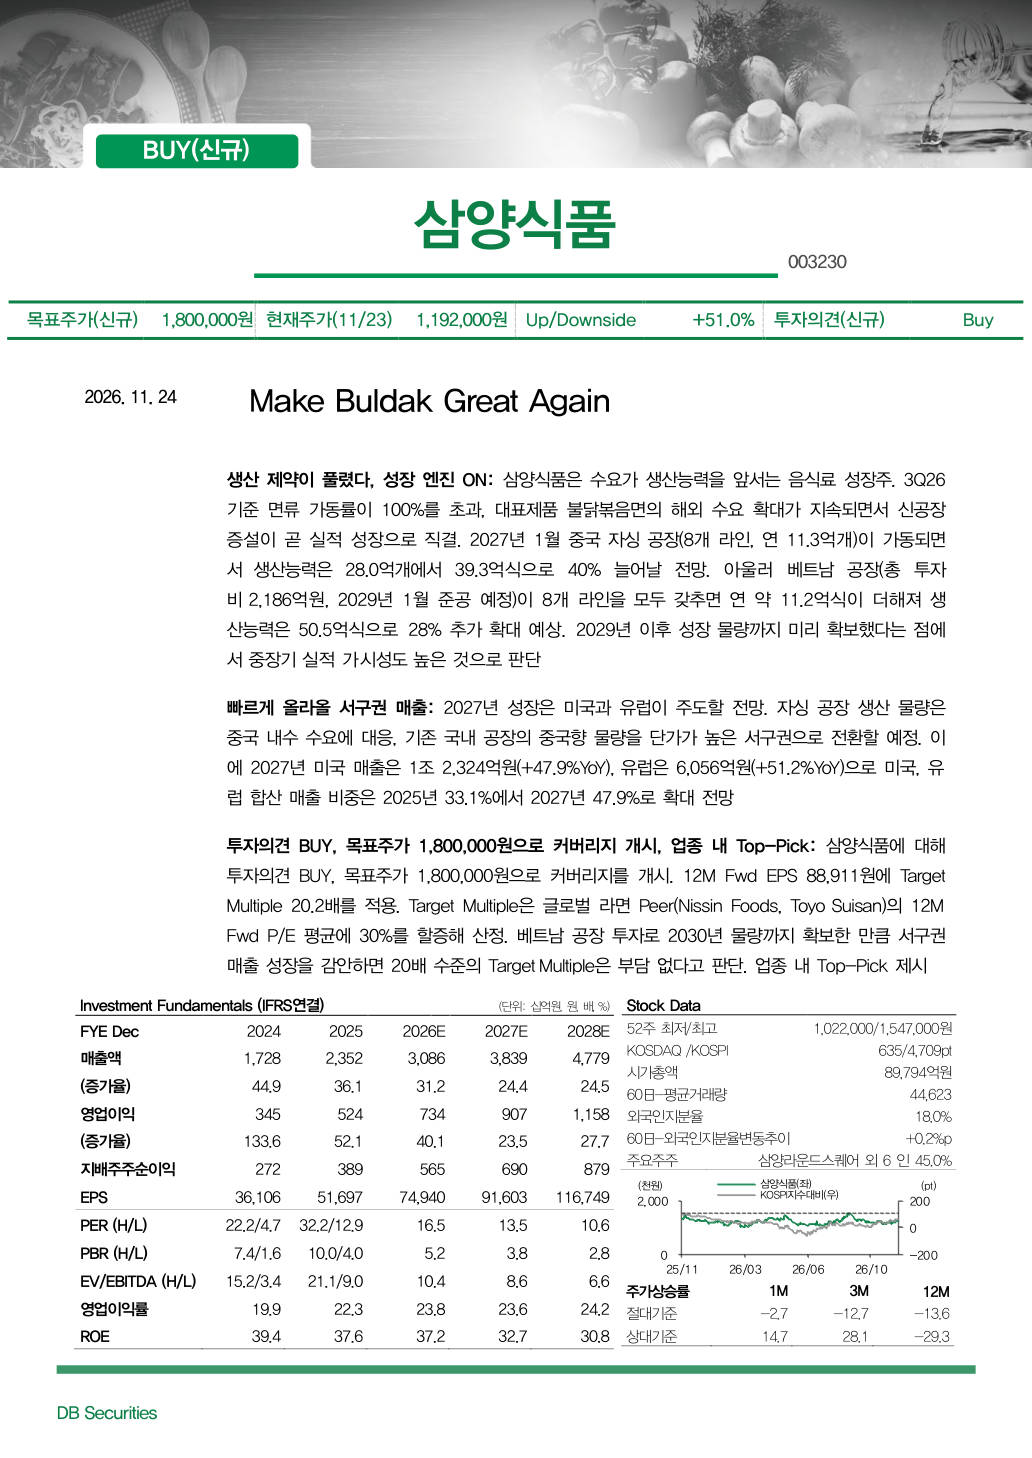 BUY(신규)
삼양식품
003230
목표주가(신규) 1,800,000원 현재주가(11/23) 1,192,000원 Up/Downside +51.0% 투자의견(신규) Buy
2026. 11. 24
Make Buldak Great Again
생산 제약이 풀렸다, 성장 엔진 ON: 삼양식품은 수요가 생산능력을 앞서는 음식료 성장주. 3Q26
기준 면류 가동률이 100%를 초과, 대표제품 불닭볶음면의 해외 수요 확대가 지속되면서 신공장
증설이 곧 실적 성장으로 직결. 2027년 1월 중국 자싱 공장(8개 라인, 연 11.3억개)이 가동되면
서 생산능력은 28.0억개에서 39.3억식으로 40% 늘어날 전망. 아울러 베트남 공장(총 투자
비 2,186억원, 2029년 1월 준공 예정)이 8개 라인을 모두 갖추면 연 약 11.2억식이 더해져 생
산능력은 50.5억식으로 28% 추가 확대 예상. 2029년 이후 성장 물량까지 미리 확보했다는 점에
서 중장기 실적 가시성도 높은 것으로 판단
빠르게 올라올 서구권 매출: 2027년 성장은 미국과 유럽이 주도할 전망. 자싱 공장 생산 물량은
중국 내수 수요에 대응, 기존 국내 공장의 중국향 물량을 단가가 높은 서구권으로 전환할 예정. 이
에 2027년 미국 매출은 1조 2,324억원(+47.9%YoY), 유럽은 6,056억원(+51.2%YoY)으로 미국, 유
럽 합산 매출 비중은 2025년 33.1%에서 2027년 47.9%로 확대 전망
투자의견 BUY, 목표주가 1,800,000원으로 커버리지 개시, 업종 내 Top-Pick: 삼양식품에 대해
투자의견 BUY, 목표주가 1,800,000원으로 커버리지를 개시. 12M Fwd EPS 88,911원에 Target
Multiple 20.2배를 적용. Target Multiple은 글로벌 라면 Peer(Nissin Foods, Toyo Suisan)의 12M
Fwd P/E 평균에 30%를 할증해 산정. 베트남 공장 투자로 2030년 물량까지 확보한 만큼 서구권
매출 성장을 감안하면 20배 수준의 Target Multiple은 부담 없다고 판단. 업종 내 Top-Pick 제시
Investment Fundamentals (IFRS연결) (단위: 십억원, 원, 배, %)
FYE Dec 2024 2025 2026E 2027E 2028E
매출액 1,728 2,352 3,086 3,839 4,779
(증가율) 44.9 36.1 31.2 24.4 24.5
영업이익 345 524 734 907 1,158
(증가율) 133.6 52.1 40.1 23.5 27.7
지배주주순이익 272 389 565 690 879
EPS 36,106 51,697 74,940 91,603 116,749
PER (H/L) 22.2/4.7 32.2/12.9 16.5 13.5 10.6
PBR (H/L) 7.4/1.6 10.0/4.0 5.2 3.8 2.8
EV/EBITDA (H/L) 15.2/3.4 21.1/9.0 10.4 8.6 6.6
영업이익률 19.9 22.3 23.8 23.6 24.2
ROE 39.4 37.6 37.2 32.7 30.8
Stock Data
52주 최저/최고 1,022,000/1,547,000원
KOSDAQ /KOSPI 635/4,709pt
시가총액 89,794억원
60日-평균거래량 44,623
외국인지분율 18.0%
60日-외국인지분율변동추이 +0.2%p
주요주주 삼양라운드스퀘어 외 6 인 45.0%
(천원) 삼양식품(좌) (pt)
KOSPI지수대비(우)
2,000 200
0
0 -200
25/11 26/03 26/06 26/10
주가상승률 1M 3M 12M
절대기준 -2.7 -12.7 -13.6
상대기준 14.7 28.1 -29.3
DB Securities